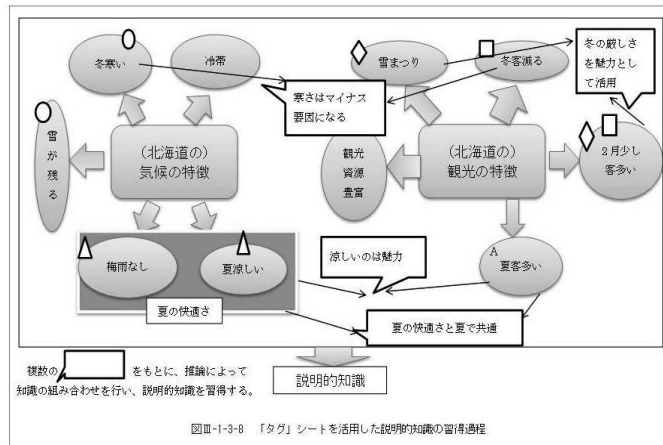 冬寒い
冷帯
雪まつり
冬客減る
冬の厳しさ
を魅力とし
て活用
寒さはマイナス
要因になる
雪が残る
(北海道の)
気候の特徴
観光
資源
豊富
(北海道の)
観光の特徴
2月少し
客多い
梅雨なし
夏涼しい
夏の快適さ
涼しいのは魅力
A
夏客多い
夏の快適さと夏で共通
複数の をもとに、推論によって
知識の組み合わせを行い、説明的知識を習得する。
説明的知識
図Ⅲ-1-3-8 「タグ」シートを活用した説明的知識の習得過程